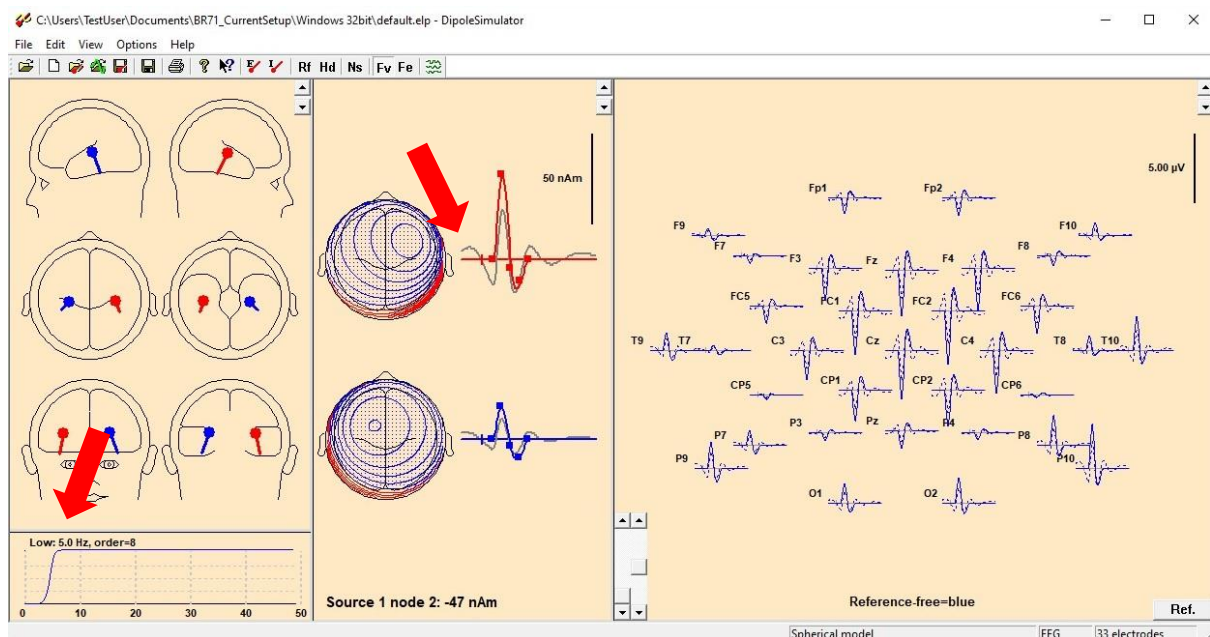 C:\Users\TestUser\Documents\BR71_CurrentSetup\Windows 32bit\default.elp - DipoleSimulator
File Edit View Options Help
Rf Hd Ns Fv Fe
50 nAm
5.00 µV
Fp1 Fp2
F9 F10
F7 F3 Fz F4 F8
FC5 FC1 FC2 FC6
T9 T7 C3 Cz C4 T8 T10
CP5 CP1 CP2 CP6
P7 P3 Pz P4 P8
P9 P10
O1 O2
Low: 5.0 Hz, order=8
0 10 20 30 40 50
Source 1 node 2: -47 nAm
Reference-free=blue
Ref.
Spherical model EEG 33 electrodes